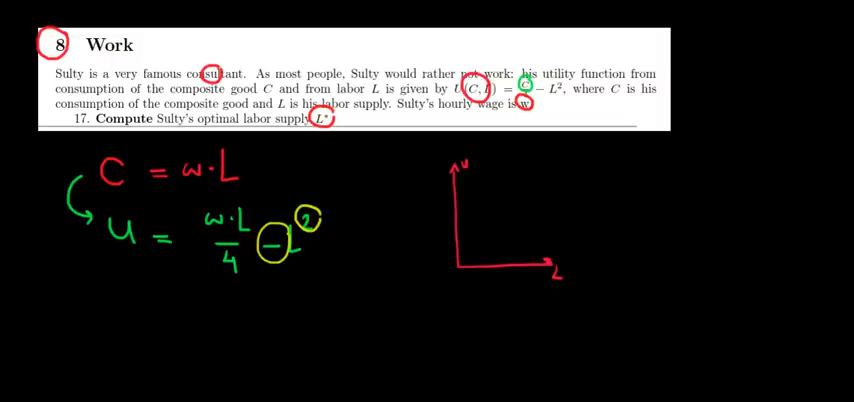 8 Work
Sulty is a very famous consultant. As most people, Sulty would rather not work: his utility function from
consumption of the composite good C and from labor L is given by U(C, L) = C/4 − L², where C is his
consumption of the composite good and L is his labor supply. Sulty's hourly wage is w.
17. Compute Sulty's optimal labor supply L*.
C = w·L
U = w·L/4 − L²
U
L